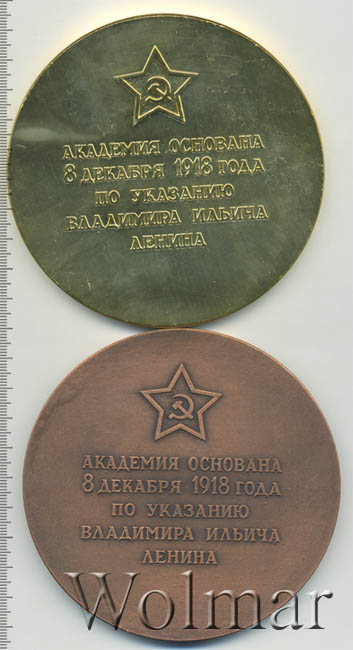 АКАДЕМИЯ ОСНОВАНА
8 ДЕКАБРЯ 1918 ГОДА
ПО УКАЗАНИЮ
ВЛАДИМИРА ИЛЬИЧА
ЛЕНИНА
АКАДЕМИЯ ОСНОВАНА
8 ДЕКАБРЯ 1918 ГОДА
ПО УКАЗАНИЮ
ВЛАДИМИРА ИЛЬИЧА
ЛЕНИНА
Wolmar